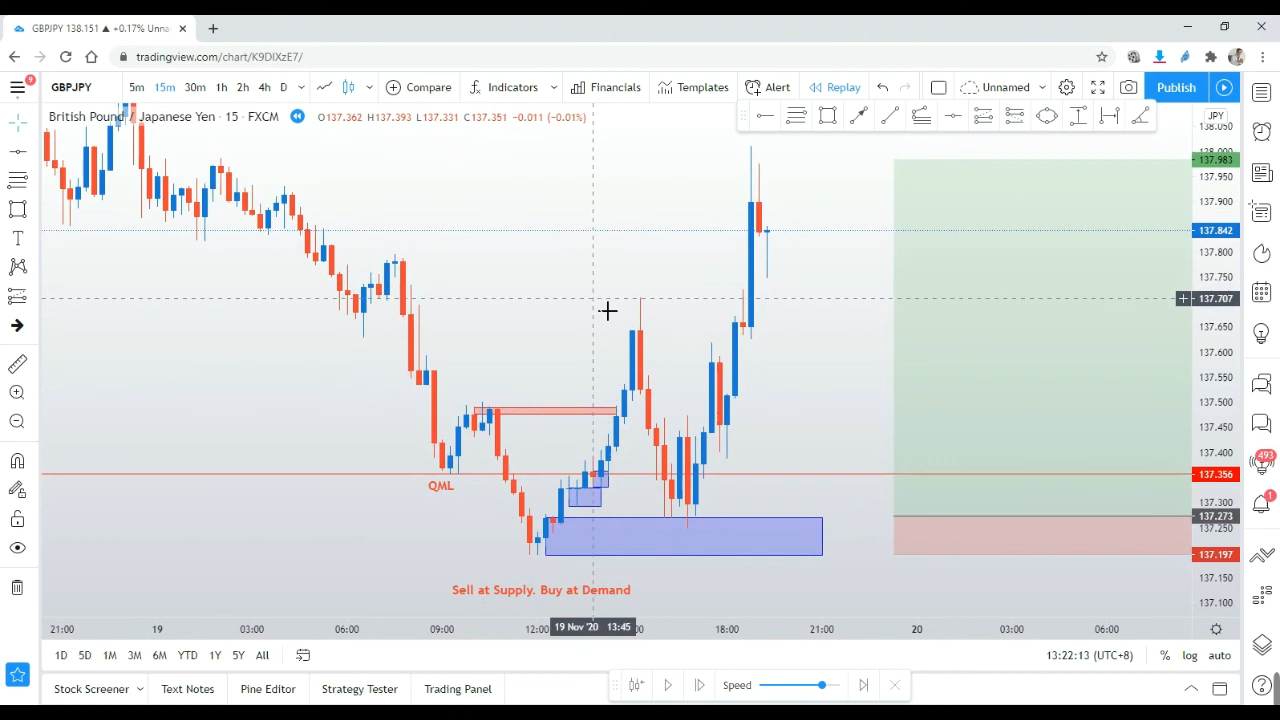 GBPJPY 138.151 ▲ +0.17% Unna
tradingview.com/chart/K9DIXzE7/
9
GBPJPY 5m 15m 30m 1h 2h 4h D Compare Indicat Financials Templates Alert Replay Unnamed Publish
British Pound / Japanese Yen · 15 · FXCM O137.362 H137.393 L137.331 C137.351 −0.011 (−0.01%)
JPY
138.050
138.000
137.983
137.950
137.900
137.842
137.800
137.750
137.707
137.650
137.600
137.550
137.500
137.450
137.400
137.356
137.300
137.273
137.250
137.197
137.150
137.100
493
1
QML
Sell at Supply. Buy at Demand
21:00 19 03:00 06:00 09:00 12:00 19 Nov '20 13:45 18:00 21:00 20 03:00 06:00
1D 5D 1M 3M 6M YTD 1Y 5Y All 13:22:13 (UTC+8) % log auto
Stock Screener Text Notes Pine Editor Strategy Tester Trading Panel Speed